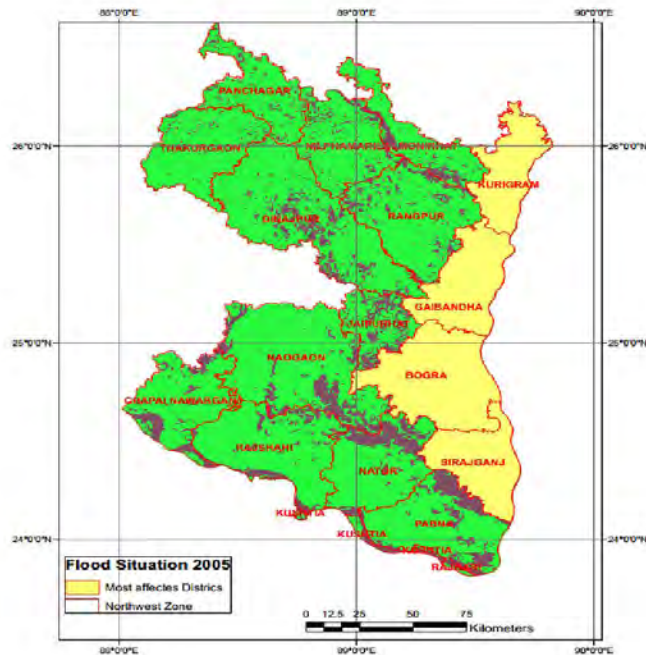 88°0'0"E 89°0'0"E 90°0'0"E
PANCHAGAR
26°0'0"N 26°0'0"N
THAKURGAON
KURIGRAM
DINAJPUR
RANGPUR
GAIBANDHA
25°0'0"N 25°0'0"N
NAOGAON
BOGRA
RAJSHAHI
SIRAJGANJ
NATOR
PABNA
KUSHTIA
KUSHTIA
24°0'0"N 24°0'0"N
KUSHTIA
Flood Situation 2005
Most affectes Districs
Northwest Zone
0 12.5 25 50 75
Kilometers
88°0'0"E 89°0'0"E 90°0'0"E